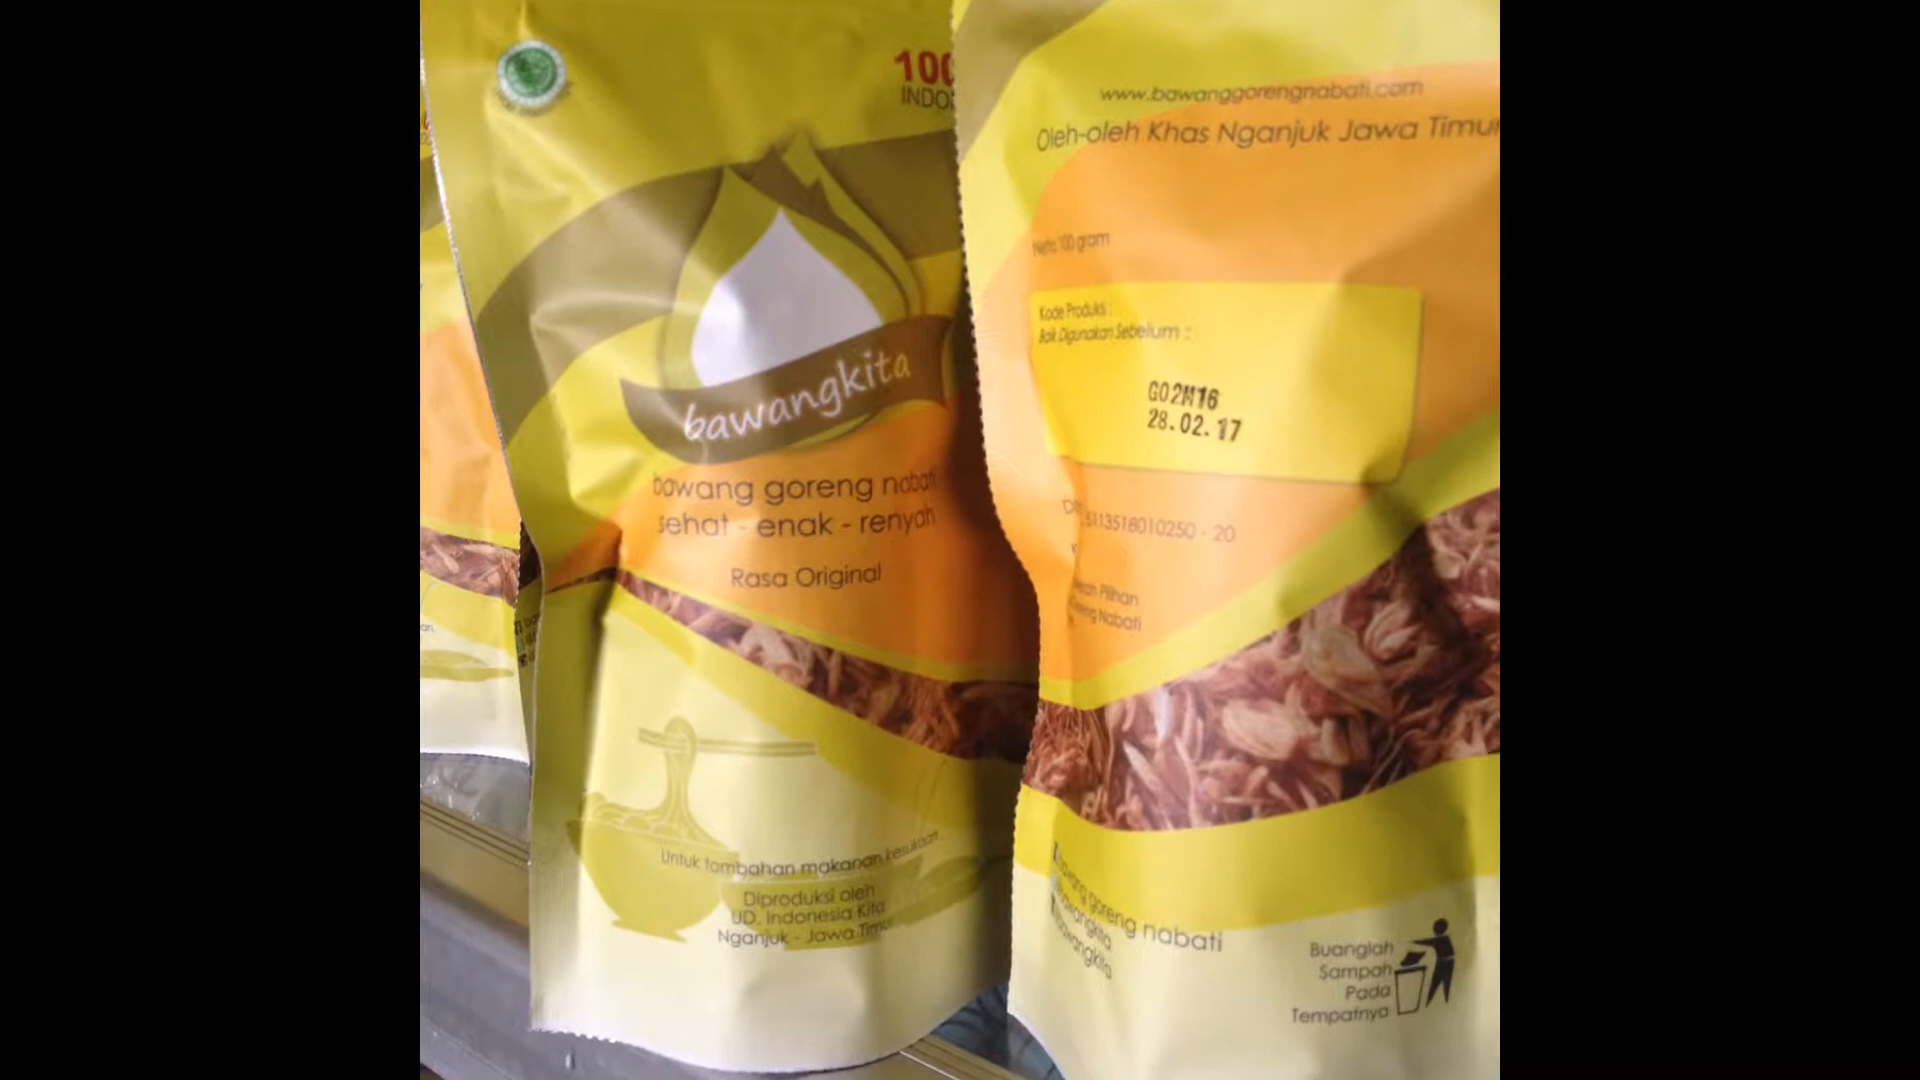 100
INDO
bawangkita
bawang goreng nabati
sehat - enak - renyah
Rasa Original
Untuk tambahan makanan kesukaan
Diproduksi oleh
UD. Indonesia Kita
Nganjuk - Jawa Timur
www.bawanggorengnabati.com
Oleh-oleh Khas Nganjuk Jawa Timur
Netto 100 gram
Kode Produksi :
Baik Digunakan Sebelum :
G02M16
28.02.17
5113518010250 - 20
Pilihan
Nabati
bawang goreng nabati
bawangkita
bawangkita
Buanglah
Sampah
Pada
Tempatnya